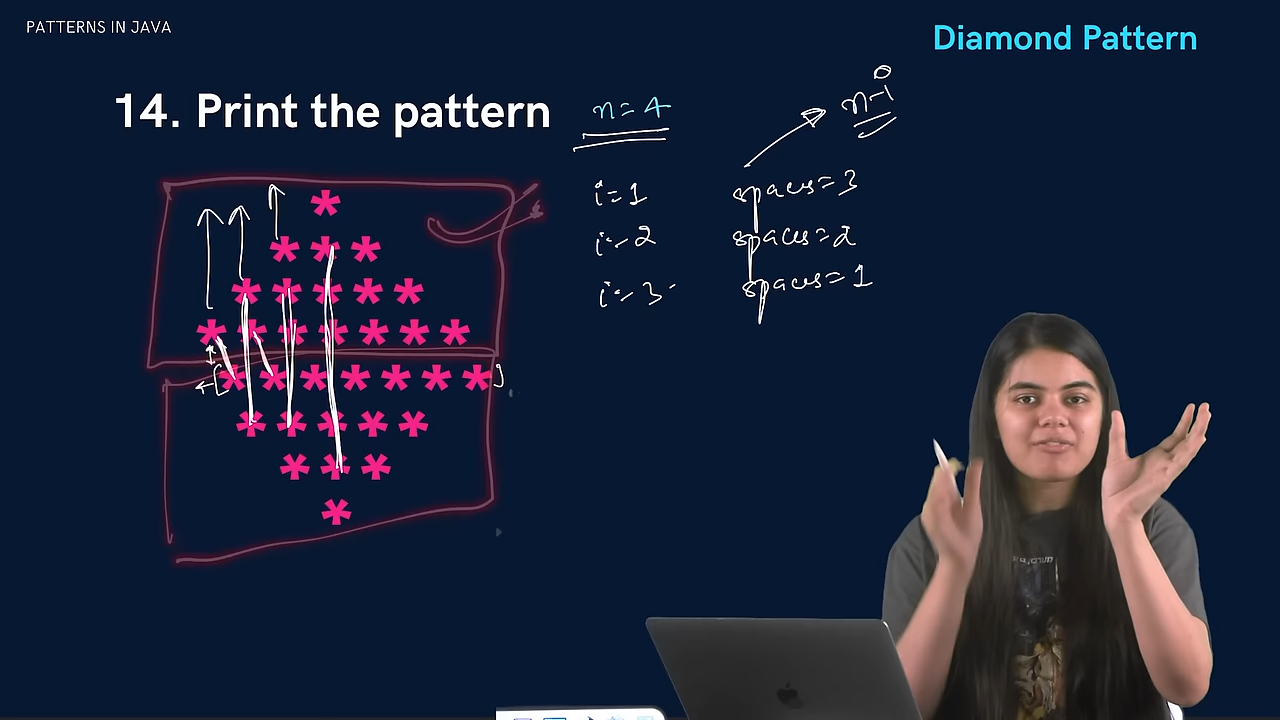 PATTERNS IN JAVA
Diamond Pattern
14. Print the pattern
n=4
n-i
*
* * *
* * * * *
* * * * * * *
* * * * * * *
* * * * *
* * *
*
i=1 spaces=3
i=2 spaces=2
i=3 spaces=1